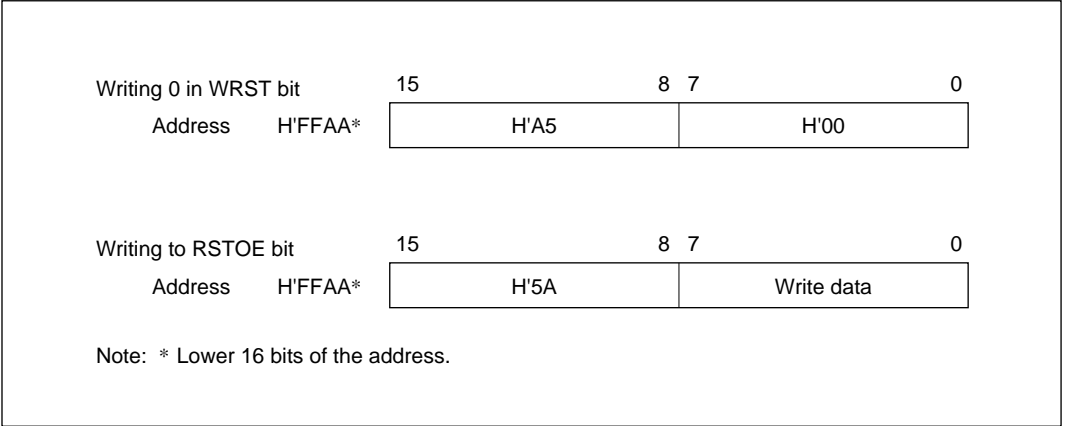 Writing 0 in WRST bit 15 8 7 0
Address H'FFAA* H'A5 H'00
Writing to RSTOE bit 15 8 7 0
Address H'FFAA* H'5A Write data
Note: * Lower 16 bits of the address.